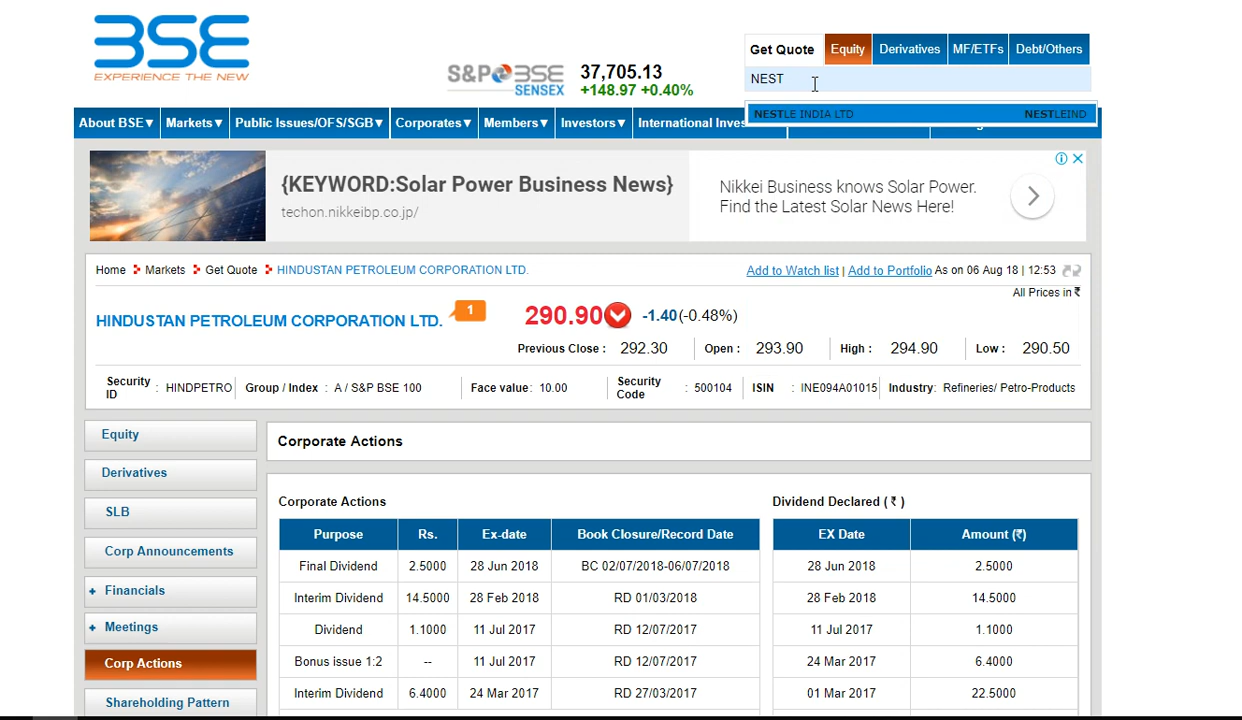 BSE
EXPERIENCE THE NEW
S&P BSE
SENSEX
37,705.13
+148.97 +0.40%
Get Quote Equity Derivatives MF/ETFs Debt/Others
NEST
NESTLE INDIA LTD NESTLEIND
About BSE▾ Markets▾ Public Issues/OFS/SGB▾ Corporates▾ Members▾ Investors▾ International Inves
{KEYWORD:Solar Power Business News}
techon.nikkeibp.co.jp/
Nikkei Business knows Solar Power.
Find the Latest Solar News Here!
Home Markets Get Quote HINDUSTAN PETROLEUM CORPORATION LTD.
Add to Watch list | Add to Portfolio As on 06 Aug 18 | 12:53
All Prices in ₹
HINDUSTAN PETROLEUM CORPORATION LTD. 1
290.90 -1.40(-0.48%)
Previous Close : 292.30 Open : 293.90 High : 294.90 Low : 290.50
Security ID : HINDPETRO Group / Index : A / S&P BSE 100 Face value: 10.00 Security Code : 500104 ISIN : INE094A01015 Industry: Refineries/ Petro-Products
Equity
Derivatives
SLB
Corp Announcements
+ Financials
+ Meetings
Corp Actions
Shareholding Pattern
Corporate Actions
Corporate Actions
Purpose Rs. Ex-date Book Closure/Record Date
Final Dividend 2.5000 28 Jun 2018 BC 02/07/2018-06/07/2018
Interim Dividend 14.5000 28 Feb 2018 RD 01/03/2018
Dividend 1.1000 11 Jul 2017 RD 12/07/2017
Bonus issue 1:2 -- 11 Jul 2017 RD 12/07/2017
Interim Dividend 6.4000 24 Mar 2017 RD 27/03/2017
Dividend Declared ( ₹ )
EX Date Amount (₹)
28 Jun 2018 2.5000
28 Feb 2018 14.5000
11 Jul 2017 1.1000
24 Mar 2017 6.4000
01 Mar 2017 22.5000